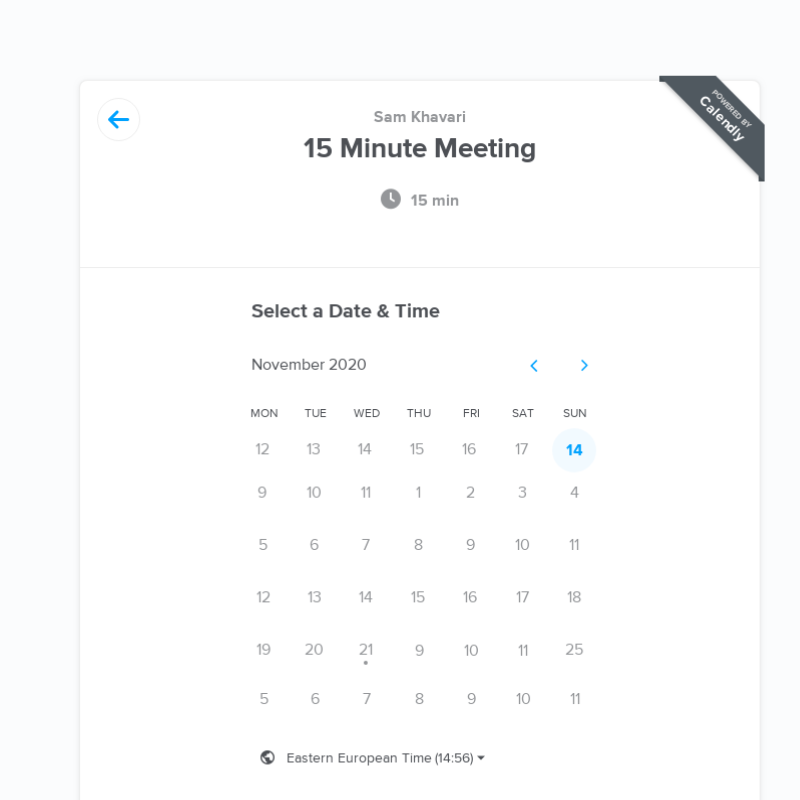 POWERED BY
Calendly
Sam Khavari
15 Minute Meeting
15 min
Select a Date & Time
November 2020
MON TUE WED THU FRI SAT SUN
12 13 14 15 16 17 14
9 10 11 1 2 3 4
5 6 7 8 9 10 11
12 13 14 15 16 17 18
19 20 21 9 10 11 25
5 6 7 8 9 10 11
Eastern European Time (14:56)